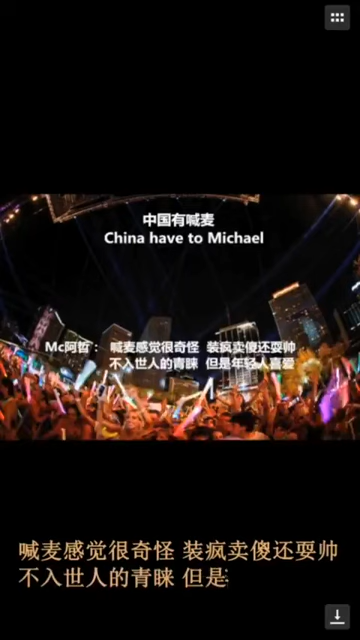 中国有喊麦
China have to Michael
Mc阿哲： 喊麦感觉很奇怪 装疯卖傻还耍帅
不入世人的青睐 但是年轻人喜爱
喊麦感觉很奇怪 装疯卖傻还耍帅
不入世人的青睐 但是